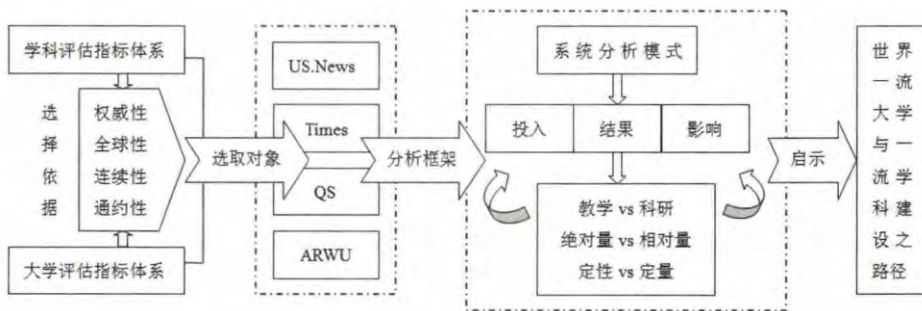 学科评估指标体系
选择依据
权威性
全球性
连续性
通约性
大学评估指标体系
选取对象
US.News
Times
QS
ARWU
分析框架
系统分析模式
投入
结果
影响
教学 vs 科研
绝对量 vs 相对量
定性 vs 定量
启示
世界
一流
大学
与一
流学
科建
设之
路径